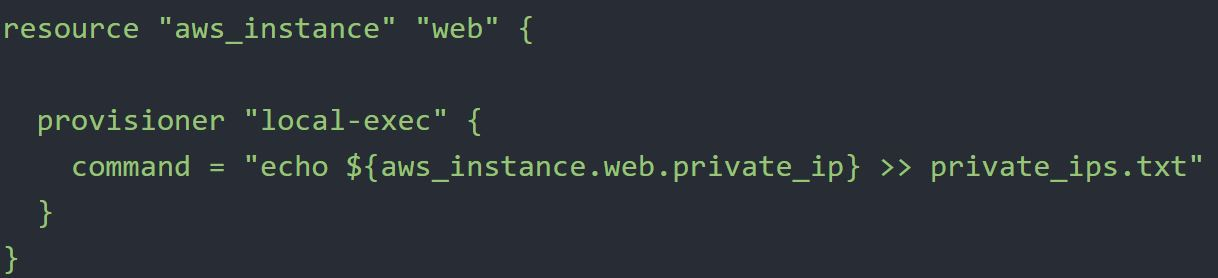 resource "aws_instance" "web" {
provisioner "local-exec" {
command = "echo ${aws_instance.web.private_ip} >> private_ips.txt"
}
}